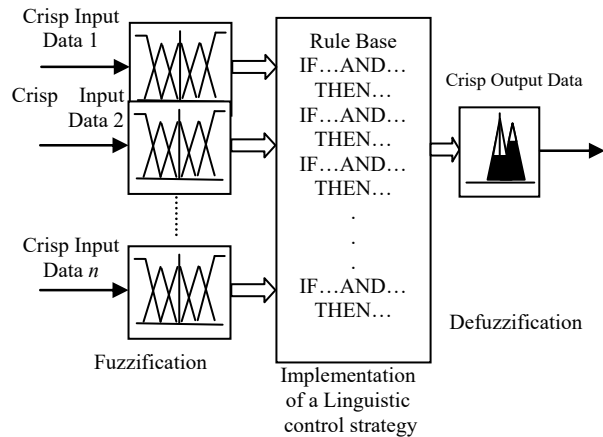 Crisp Input
Data 1
Crisp Input
Data 2
Crisp Input
Data n
Fuzzification
Rule Base
IF…AND…
THEN…
IF…AND…
THEN…
IF…AND…
THEN…
.
.
.
IF…AND…
THEN…
Implementation
of a Linguistic
control strategy
Crisp Output Data
Defuzzification